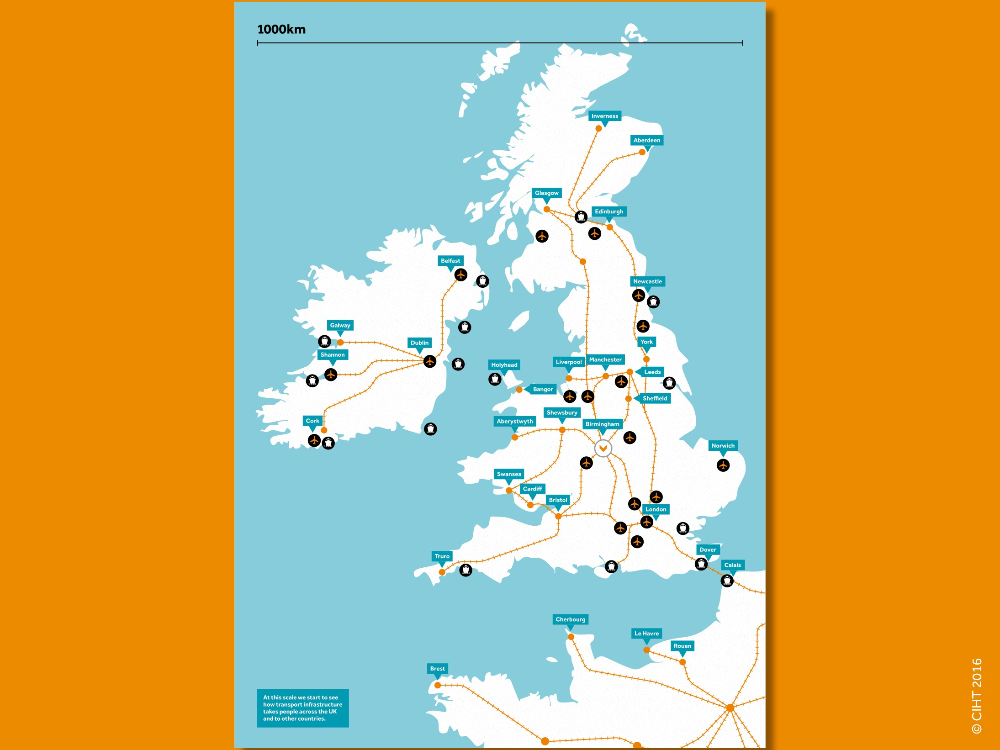 1000km
Inverness
Aberdeen
Glasgow
Edinburgh
Belfast
Newcastle
Galway
Dublin
York
Shannon
Holyhead
Liverpool
Manchester
Leeds
Bangor
Sheffield
Shewsbury
Cork
Aberystwyth
Birmingham
Norwich
Swansea
Cardiff
Bristol
London
Truro
Dover
Calais
Cherbourg
Le Havre
Rouen
Brest
At this scale we start to see
how transport infrastructure
takes people across the UK
and to other countries.
© CIHT 2016